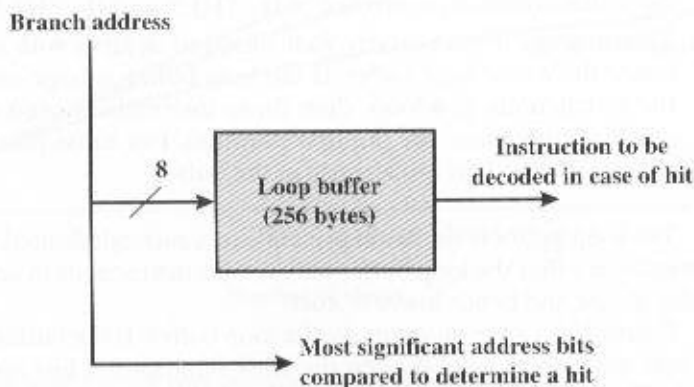 Branch address
8
Loop buffer
(256 bytes)
Instruction to be
decoded in case of hit
Most significant address bits
compared to determine a hit